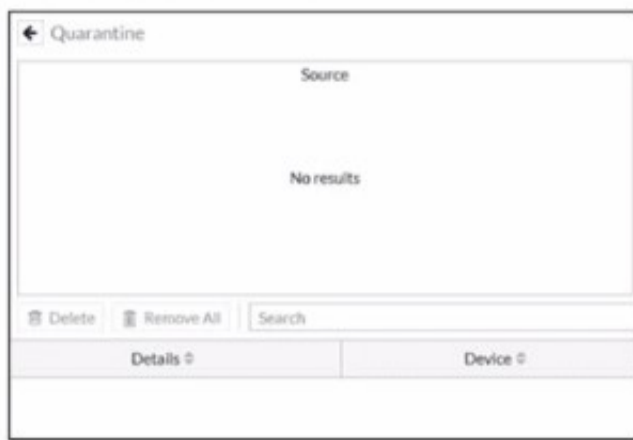 Quarantine
Source
No results
Delete Remove All Search
Details Device